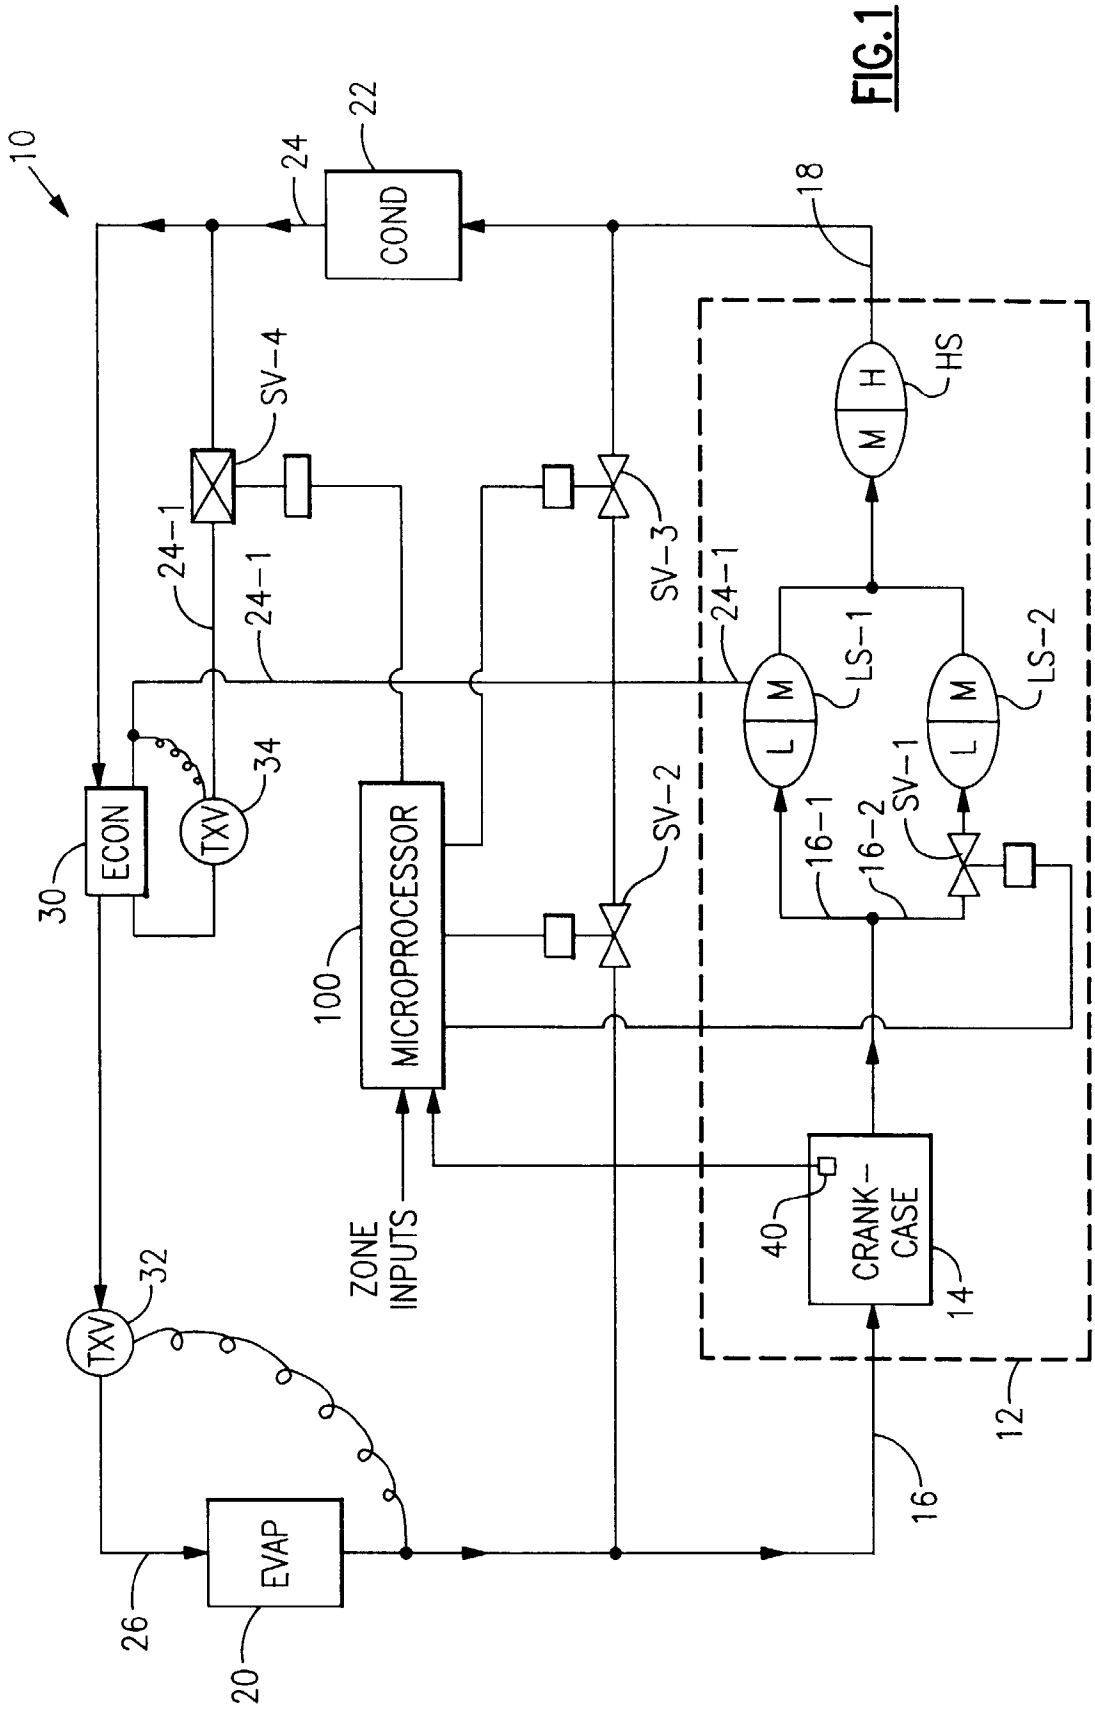 10
24
22
COND
18
FIG.1
SV-4
24-1
24-1
SV-3
24-1
HS
M
H
30
ECON
TXV
34
100
MICROPROCESSOR
SV-2
L
M
LS-1
L
M
LS-2
16-1
16-2
SV-1
ZONE
INPUTS
32
TXV
40
CRANK-
CASE
14
12
16
26
EVAP
20